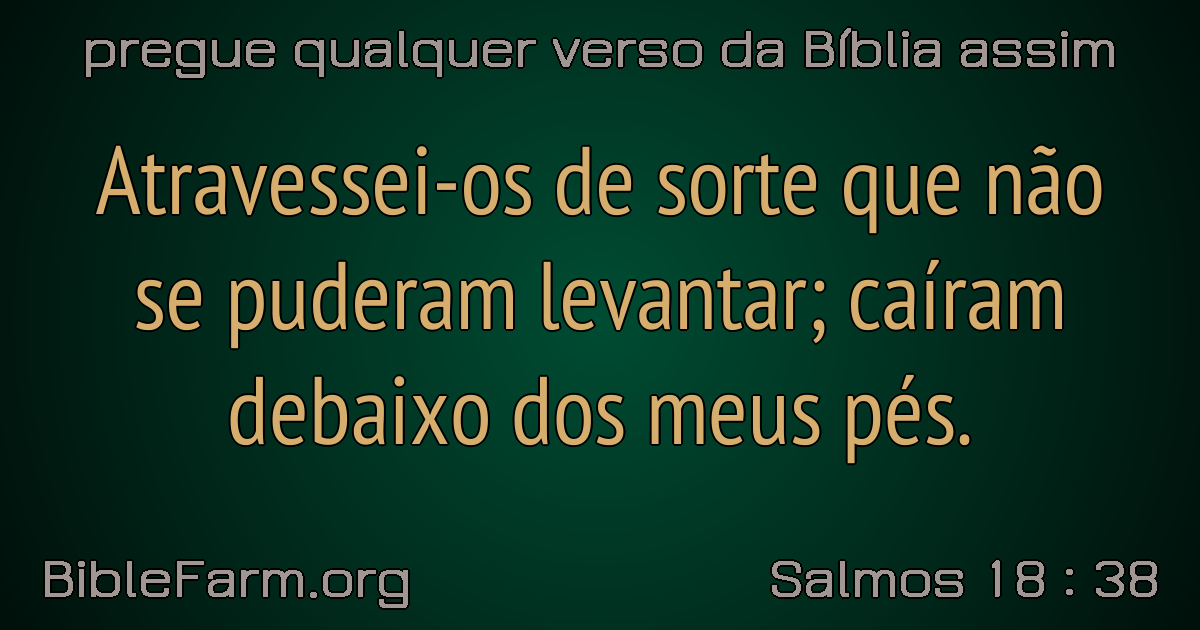 pregue qualquer verso da Bíblia assim
Atravessei-os de sorte que não
se puderam levantar; caíram
debaixo dos meus pés.
BibleFarm.org
Salmos 18 : 38